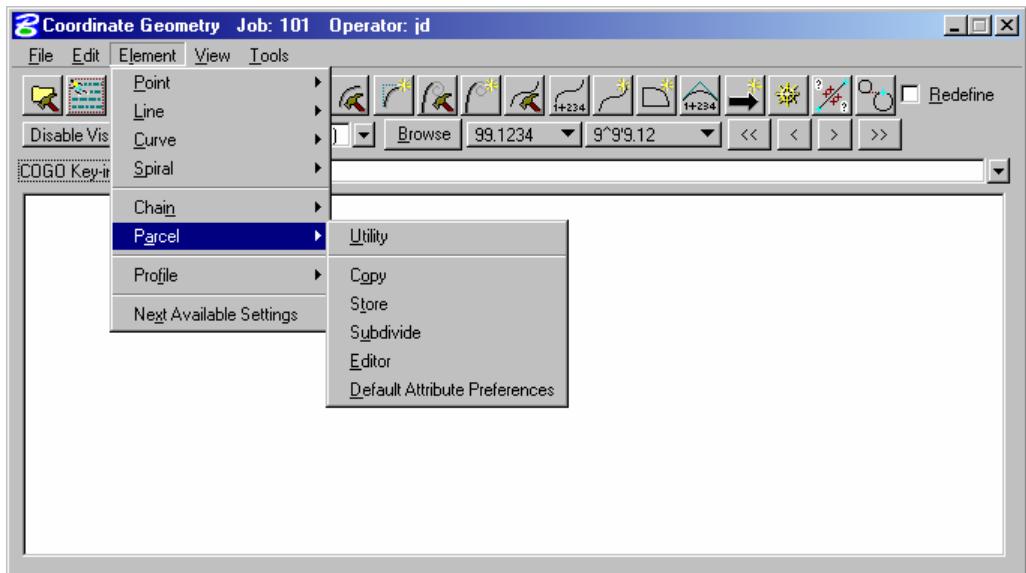 Coordinate Geometry Job: 101 Operator: jd
File Edit Element View Tools
Point
Line
Curve
Spiral
Chain
Parcel
Profile
Next Available Settings
Utility
Copy
Store
Subdivide
Editor
Default Attribute Preferences
1+234
1+234
? ?
Redefine
Disable Vis
) Browse 99.1234 9^9'9.12 << < > >>
COGO Key-in